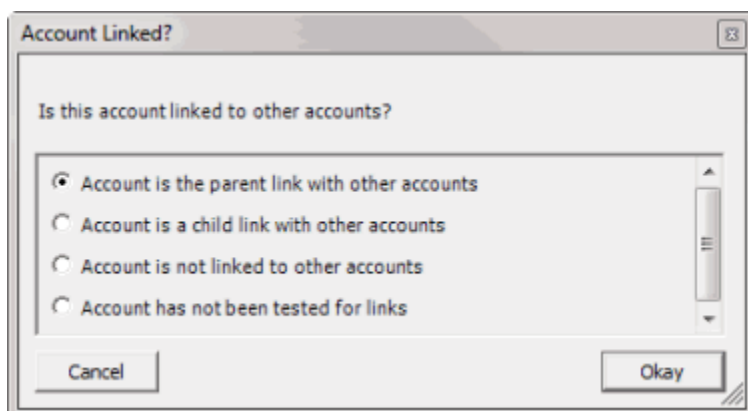 Account Linked?
Is this account linked to other accounts?
Account is the parent link with other accounts
Account is a child link with other accounts
Account is not linked to other accounts
Account has not been tested for links
Cancel
Okay